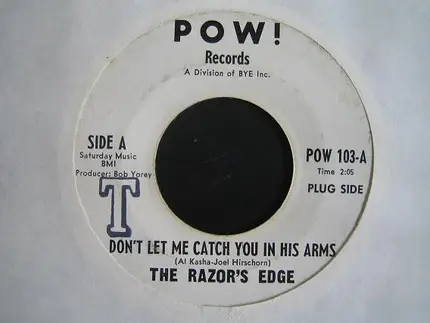 POW!
Records
A Division of BYE Inc.
SIDE A
Saturday Music
BMI
Producer: Bob Yorey
POW 103-A
Time 2:05
PLUG SIDE
T
DON'T LET ME CATCH YOU IN HIS ARMS
(Al Kasha-Joel Hirschorn)
THE RAZOR'S EDGE